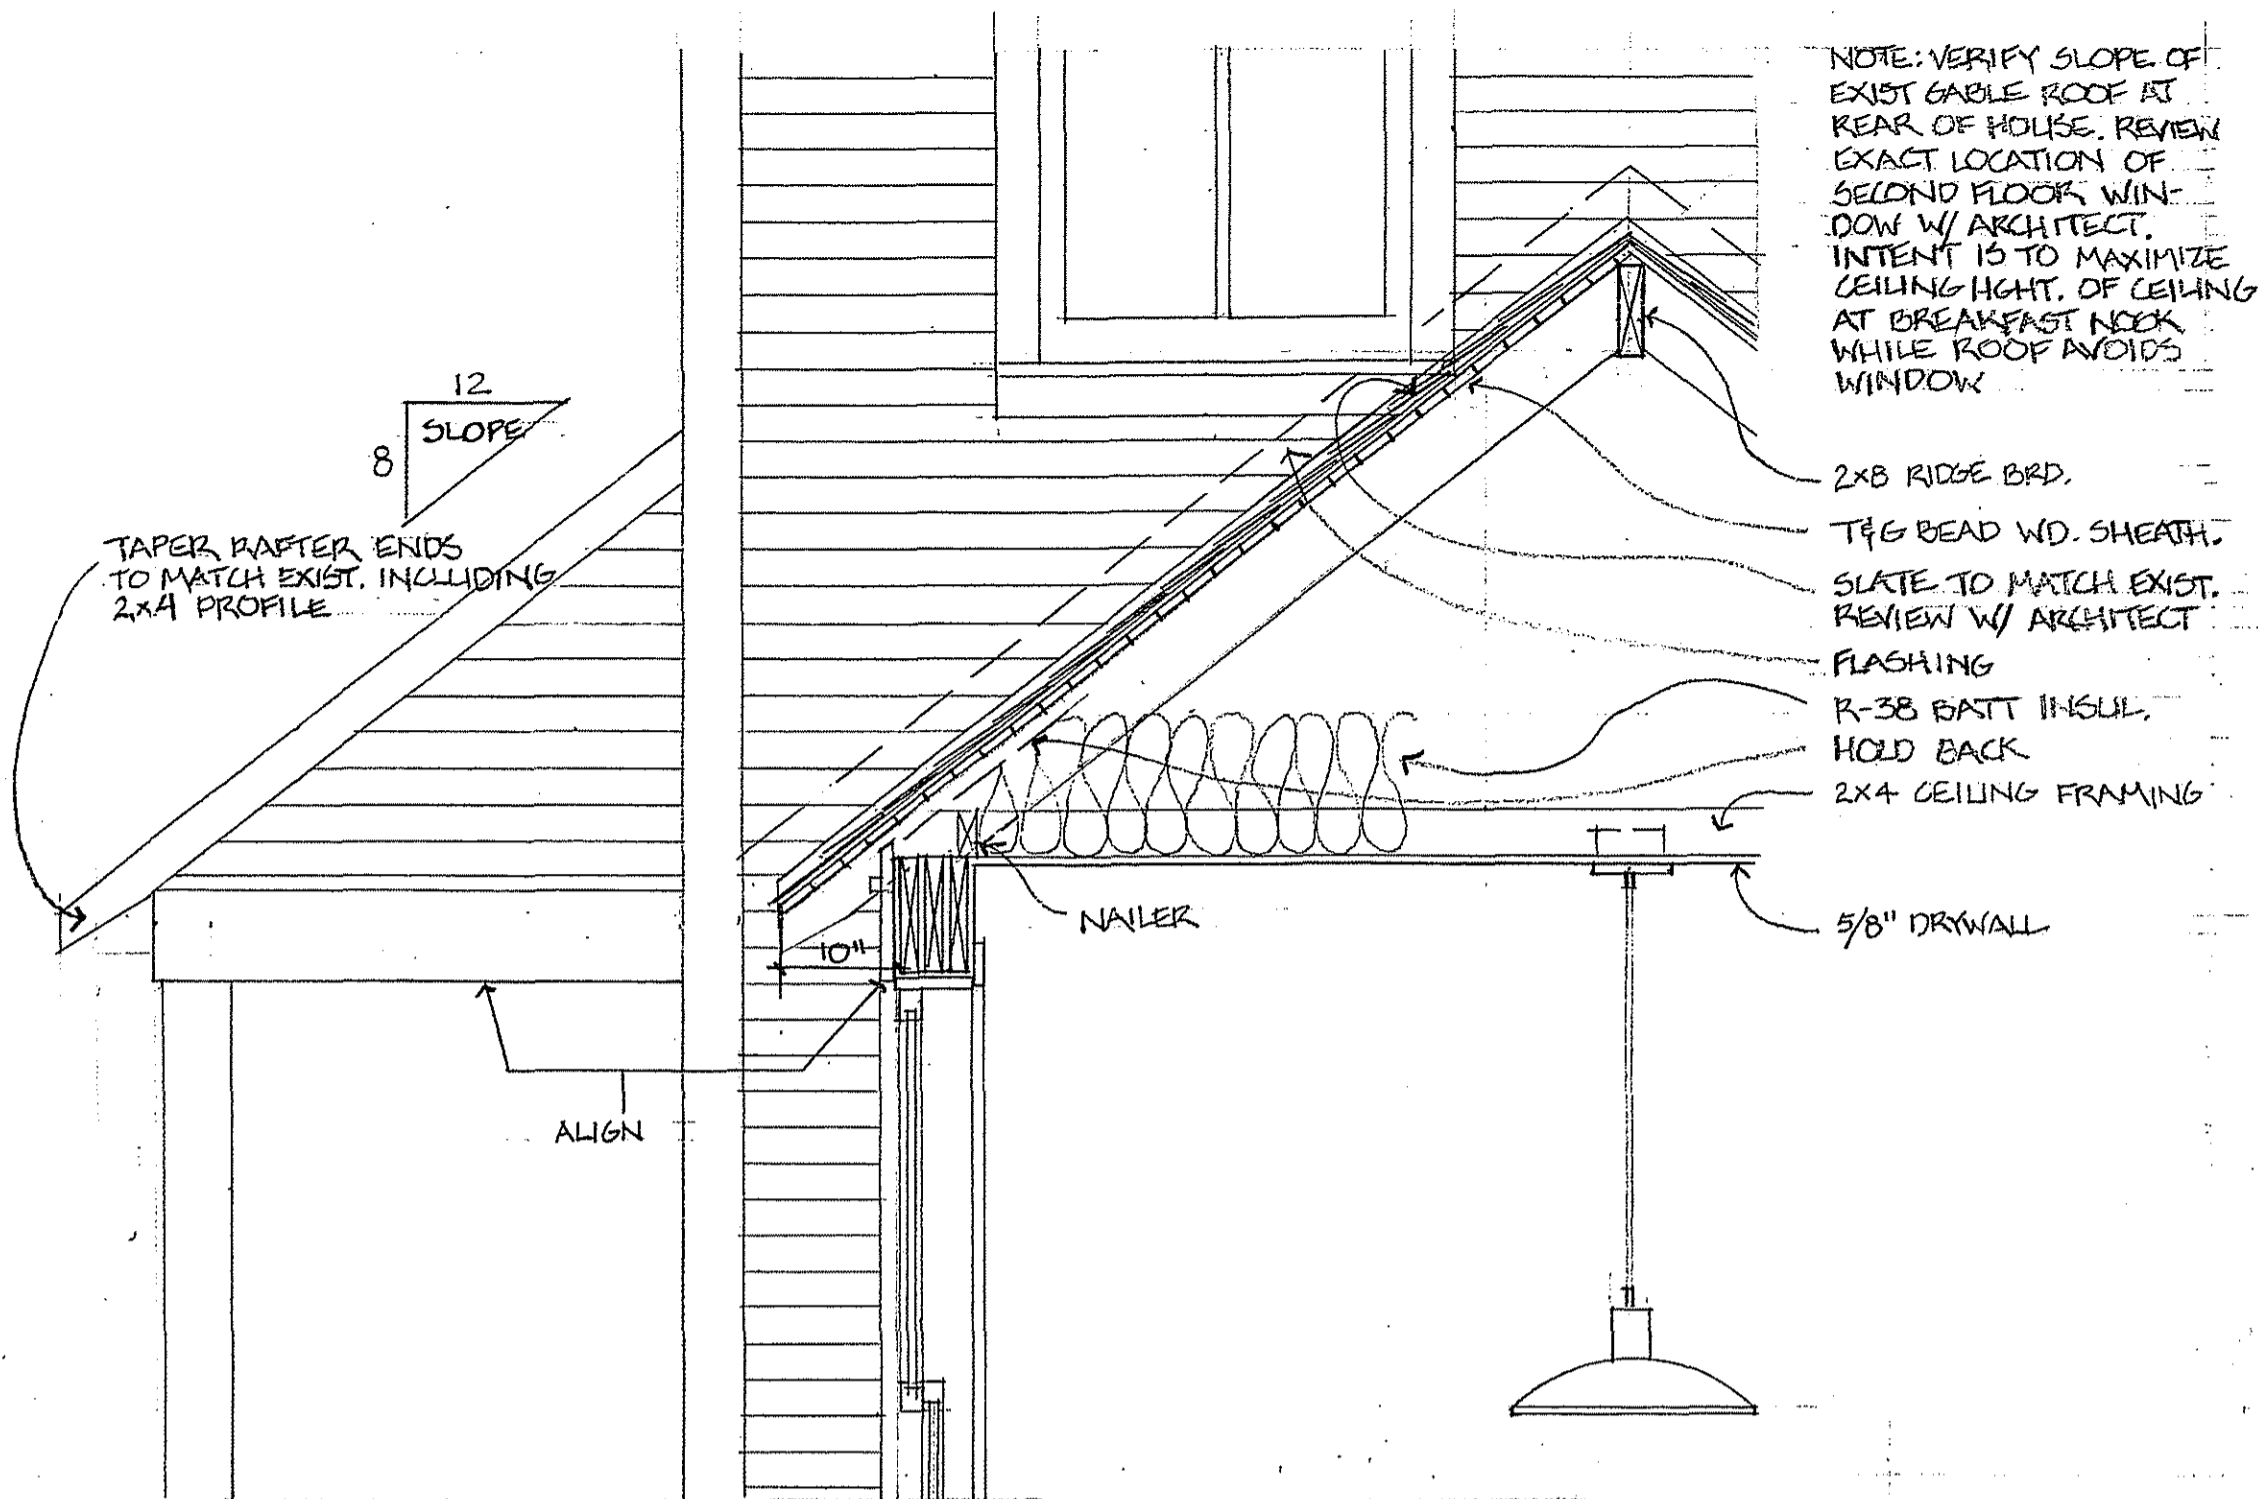 NOTE: VERIFY SLOPE OF
EXIST GABLE ROOF AT
REAR OF HOUSE. REVIEW
EXACT LOCATION OF
SECOND FLOOR WIN-
DOW W/ ARCHITECT.
INTENT IS TO MAXIMIZE
CEILING HGHT. OF CEILING
AT BREAKFAST NOOK
WHILE ROOF AVOIDS
WINDOW
12
SLOPE
8
TAPER RAFTER ENDS
TO MATCH EXIST. INCLUDING
2x4 PROFILE
2x8 RIDGE BRD.
T&G BEAD WD. SHEATH.
SLATE TO MATCH EXIST.
REVIEW W/ ARCHITECT
FLASHING
R-38 BATT INSUL.
HOLD BACK
2x4 CEILING FRAMING
NAILER
5/8" DRYWALL
10"
ALIGN